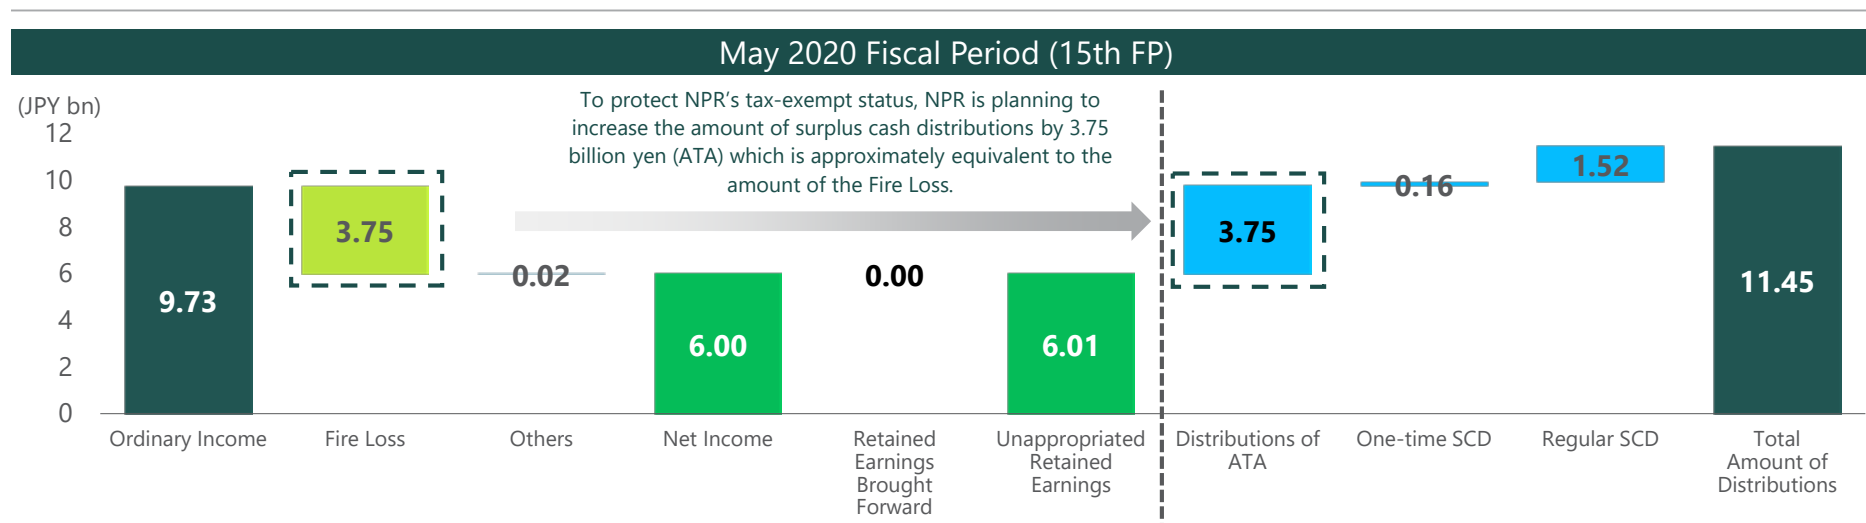 May 2020 Fiscal Period (15th FP)
(JPY bn)
To protect NPR’s tax-exempt status, NPR is planning to
increase the amount of surplus cash distributions by 3.75
billion yen (ATA) which is approximately equivalent to the
amount of the Fire Loss.
12
10
8
6
4
2
0
9.73
3.75
0.02
6.00
0.00
6.01
3.75
0.16
1.52
11.45
Ordinary Income
Fire Loss
Others
Net Income
Retained
Earnings
Brought
Forward
Unappropriated
Retained
Earnings
Distributions of
ATA
One-time SCD
Regular SCD
Total
Amount of
Distributions